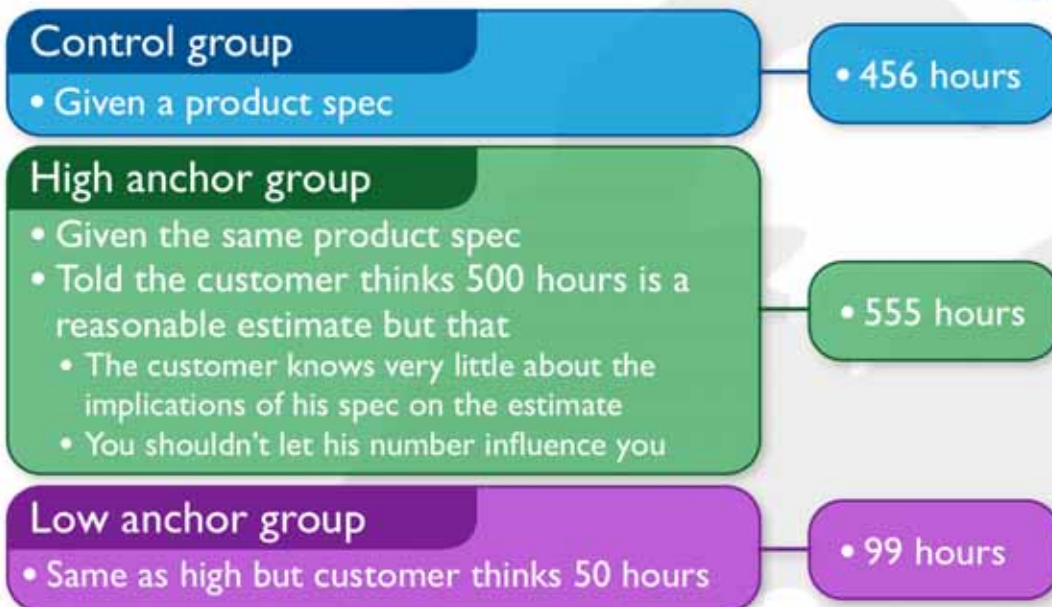 Control group
• Given a product spec
• 456 hours
High anchor group
• Given the same product spec
• Told the customer thinks 500 hours is a
reasonable estimate but that
• The customer knows very little about the
implications of his spec on the estimate
• You shouldn't let his number influence you
• 555 hours
Low anchor group
• Same as high but customer thinks 50 hours
• 99 hours